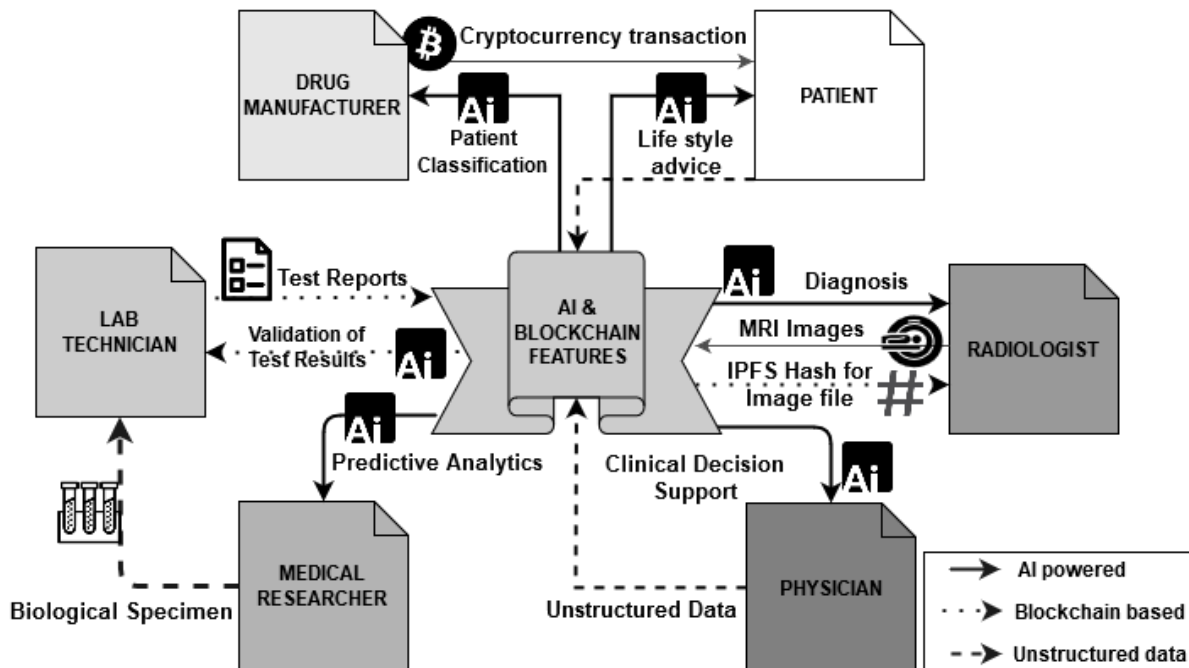 Cryptocurrency transaction
DRUG
MANUFACTURER
Ai
Patient
Classification
Ai
Life style
advice
PATIENT
LAB
TECHNICIAN
Test Reports
Validation of
Test Results
Ai
AI &
BLOCKCHAIN
FEATURES
Ai
Diagnosis
MRI Images
IPFS Hash for
Image file
#
RADIOLOGIST
Ai
Predictive Analytics
Clinical Decision
Support
Ai
Biological Specimen
MEDICAL
RESEARCHER
Unstructured Data
PHYSICIAN
AI powered
Blockchain based
Unstructured data